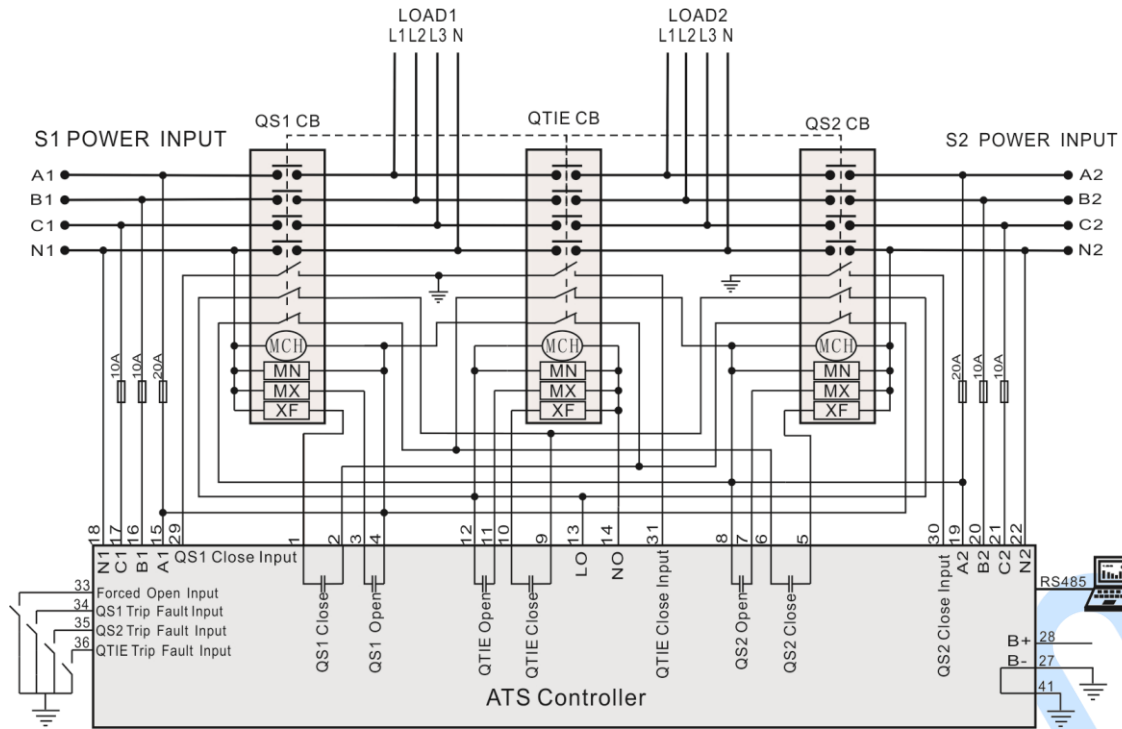 LOAD1
L1 L2 L3 N
LOAD2
L1 L2 L3 N
QS1 CB
QTIE CB
QS2 CB
S1 POWER INPUT
S2 POWER INPUT
A1
B1
C1
N1
A2
B2
C2
N2
MCH
MN
MX
XF
MCH
MN
MX
XF
MCH
MN
MX
XF
10A
10A
20A
20A
10A
10A
18
17
16
15
29
1
2
3
4
12
11
10
9
13
14
31
8
7
6
5
30
19
20
21
22
N1
C1
B1
A1
QS1 Close Input
QS1 Close
QS1 Open
QTIE Open
QTIE Close
LO
NO
QTIE Close Input
QS2 Open
QS2 Close
QS2 Close Input
A2
B2
C2
N2
RS485
33 Forced Open Input
34 QS1 Trip Fault Input
35 QS2 Trip Fault Input
36 QTIE Trip Fault Input
B+ 28
B- 27
41
ATS Controller